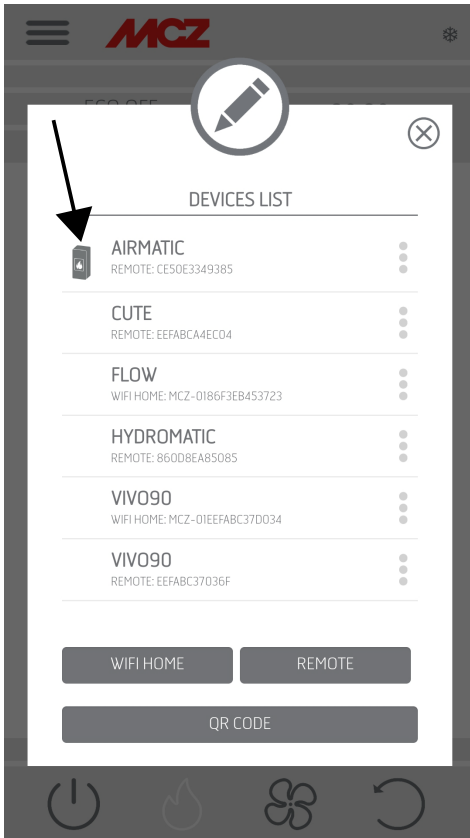 MCZ
DEVICES LIST
AIRMATIC
REMOTE: CE50E3349385
CUTE
REMOTE: EEFABCA4EC04
FLOW
WIFI HOME: MCZ-0186F3EB453723
HYDROMATIC
REMOTE: 860D8EA85085
VIVO90
WIFI HOME: MCZ-01EEFABC37D034
VIVO90
REMOTE: EEFABC37036F
WIFI HOME
REMOTE
QR CODE